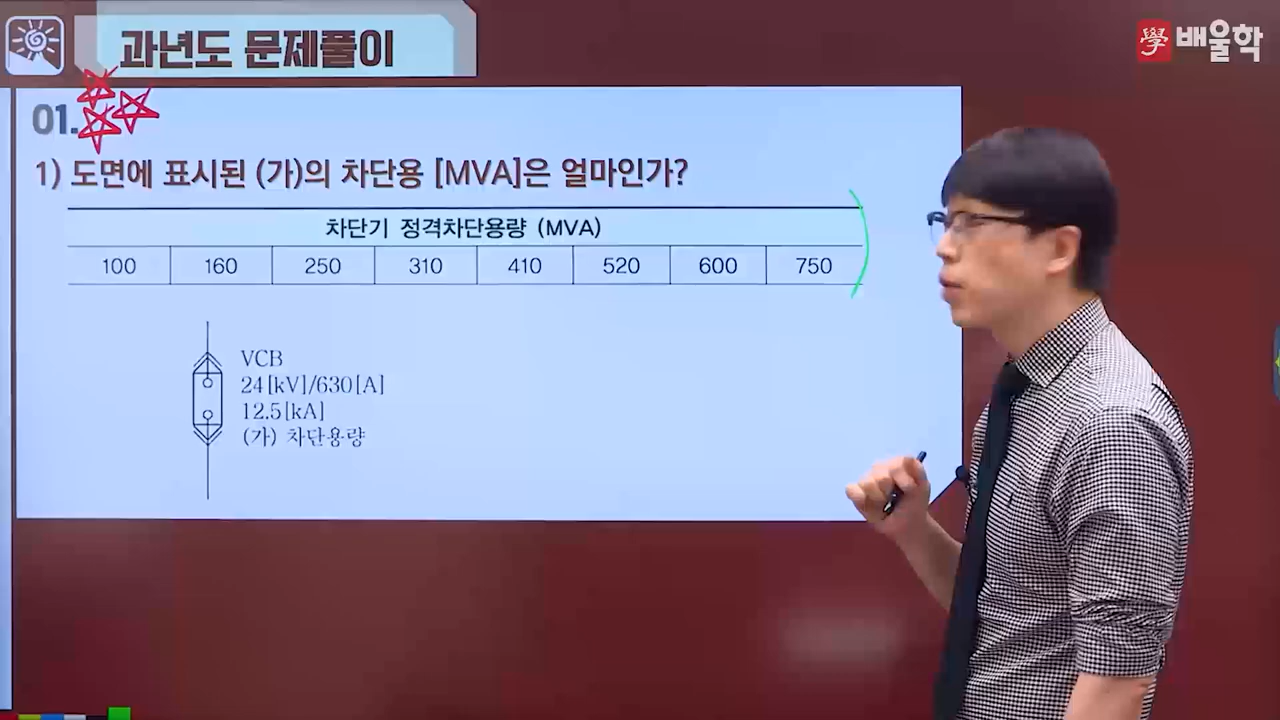 과년도 문제풀이
學 배울학
01.
1) 도면에 표시된 (가)의 차단용 [MVA]은 얼마인가?
차단기 정격차단용량 (MVA)
100 160 250 310 410 520 600 750
VCB
24[kV]/630[A]
12.5[kA]
(가) 차단용량